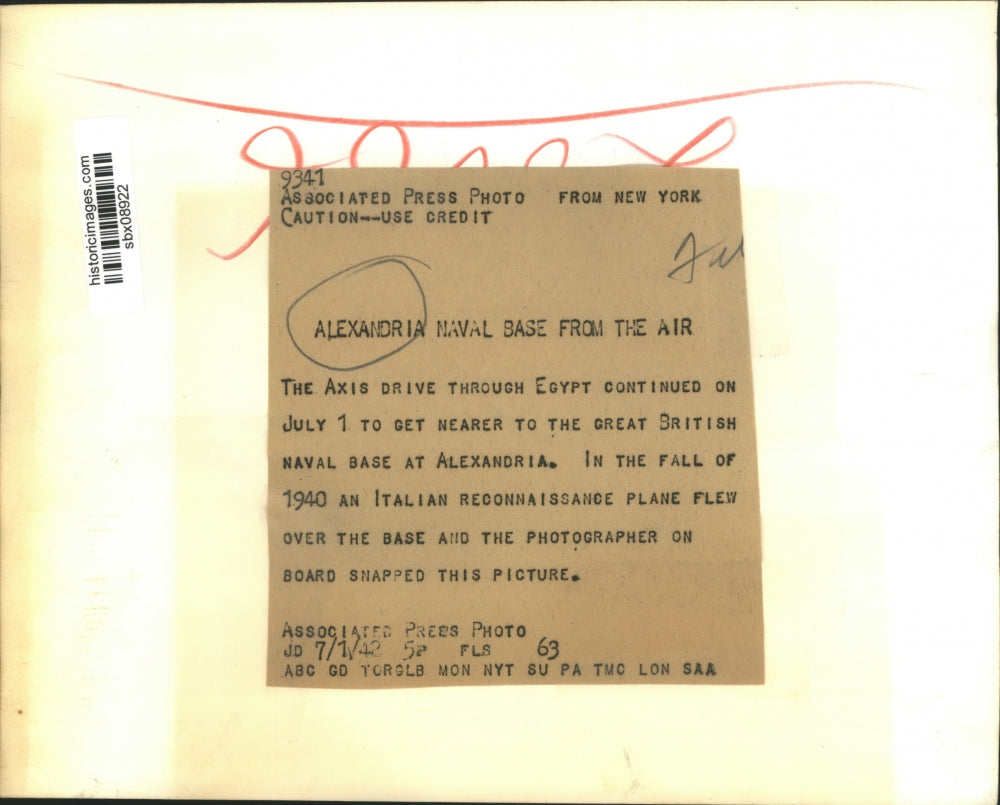 historicimages.com
sbx08922
9341
ASSOCIATED PRESS PHOTO FROM NEW YORK
CAUTION--USE CREDIT
ALEXANDRIA NAVAL BASE FROM THE AIR
THE AXIS DRIVE THROUGH EGYPT CONTINUED ON
JULY 1 TO GET NEARER TO THE GREAT BRITISH
NAVAL BASE AT ALEXANDRIA. IN THE FALL OF
1940 AN ITALIAN RECONNAISSANCE PLANE FLEW
OVER THE BASE AND THE PHOTOGRAPHER ON
BOARD SNAPPED THIS PICTURE.
ASSOCIATED PRESS PHOTO
JD 7/1/42 5P FLS 63
ABC GD TORGLB MON NYT SU PA TMC LON SAA